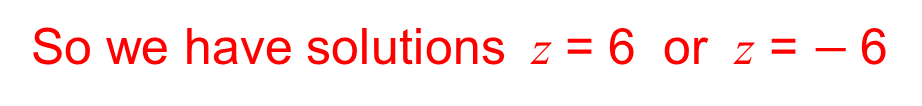 So we have solutions z = 6 or z = – 6